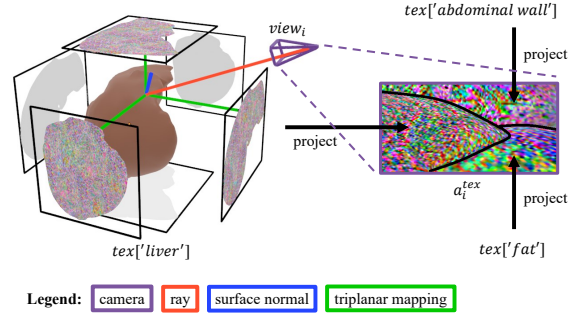 tex['abdominal wall']
view_i
project
project
a_i^{tex}
project
tex['liver']
tex['fat']
Legend: camera ray surface normal triplanar mapping